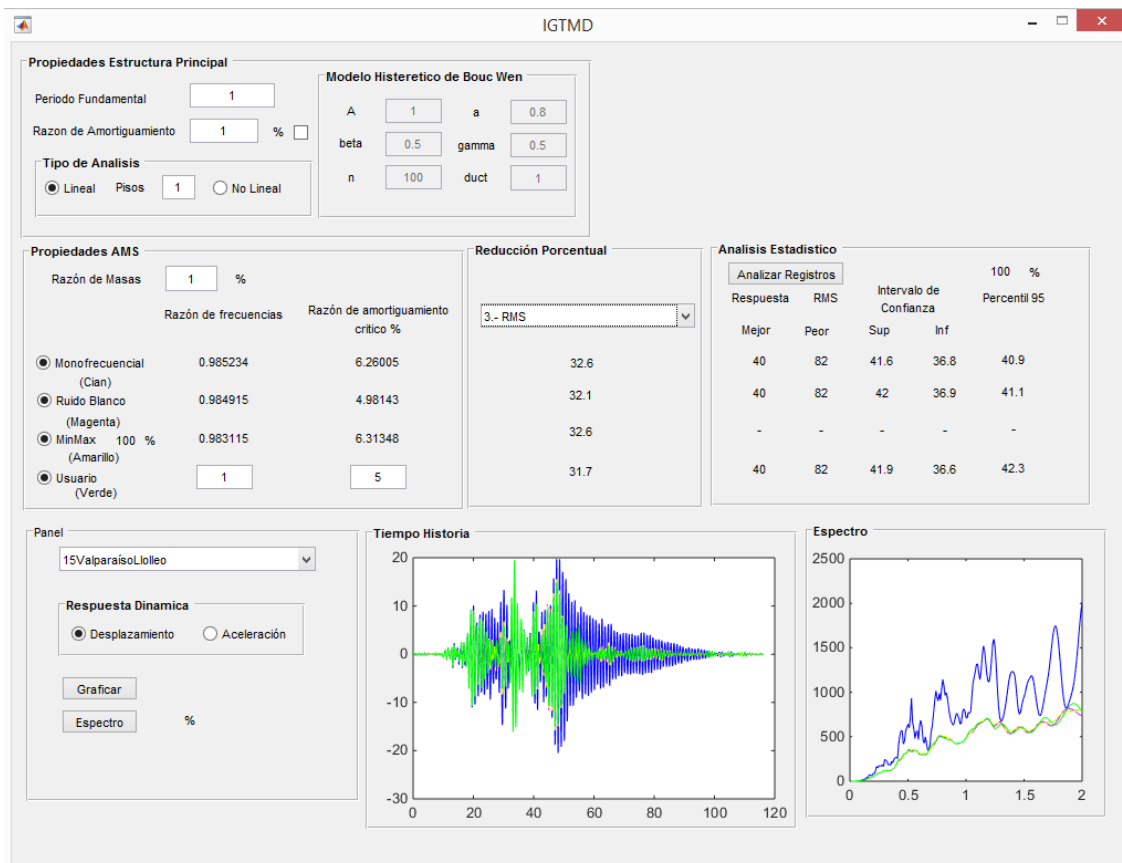 IGTMD
Propiedades Estructura Principal
Periodo Fundamental 1
Razon de Amortiguamiento 1 %
Tipo de Analisis
Lineal Pisos 1 No Lineal
Modelo Histeretico de Bouc Wen
A 1 a 0.8
beta 0.5 gamma 0.5
n 100 duct 1
Propiedades AMS
Razón de Masas 1 %
Razón de frecuencias
Razón de amortiguamiento
critico %
Monofrecuencial 0.985234 6.26005
(Cian)
Ruido Blanco 0.984915 4.98143
(Magenta)
MinMax 100 % 0.983115 6.31348
(Amarillo)
Usuario 1 5
(Verde)
Reducción Porcentual
3.- RMS
32.6
32.1
32.6
31.7
Analisis Estadistico
Analizar Registros 100 %
Respuesta RMS
Intervalo de
Confianza
Percentil 95
Mejor Peor Sup Inf
40 82 41.6 36.8 40.9
40 82 42 36.9 41.1
- - - - -
40 82 41.9 36.6 42.3
Panel
15ValparaísoLlolleo
Respuesta Dinamica
Desplazamiento Aceleración
Graficar
Espectro %
Tiempo Historia
20
10
0
-10
-20
-30
0 20 40 60 80 100 120
Espectro
2500
2000
1500
1000
500
0
0 0.5 1 1.5 2